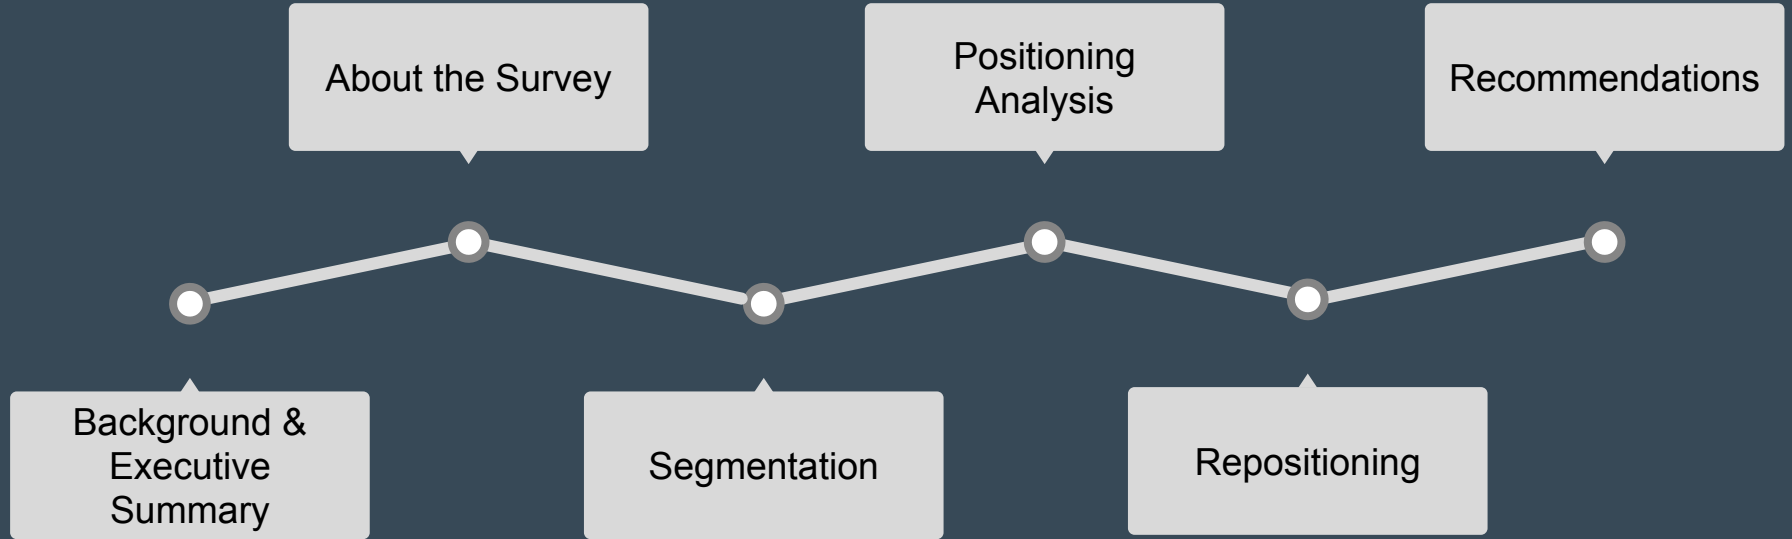 About the Survey
Positioning
Analysis
Recommendations
Background &
Executive
Summary
Segmentation
Repositioning